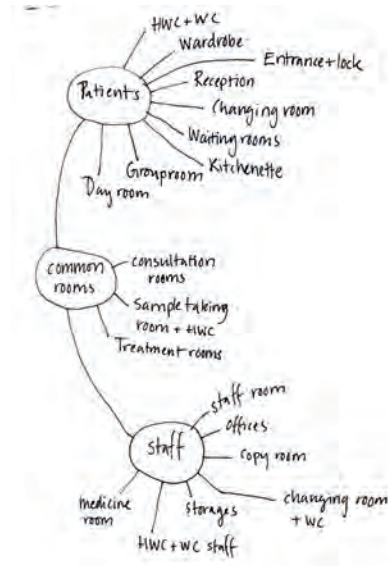 HWC + WC
Wardrobe
Entrance + lock
Patients
Reception
Changing room
Waiting rooms
Kitchenette
Grouproom
Day room
common
rooms
consultation
rooms
Sample taking
room + HWC
Treatment rooms
staff
staff room
offices
copy room
changing room
+ WC
storages
HWC + WC staff
medicine
room